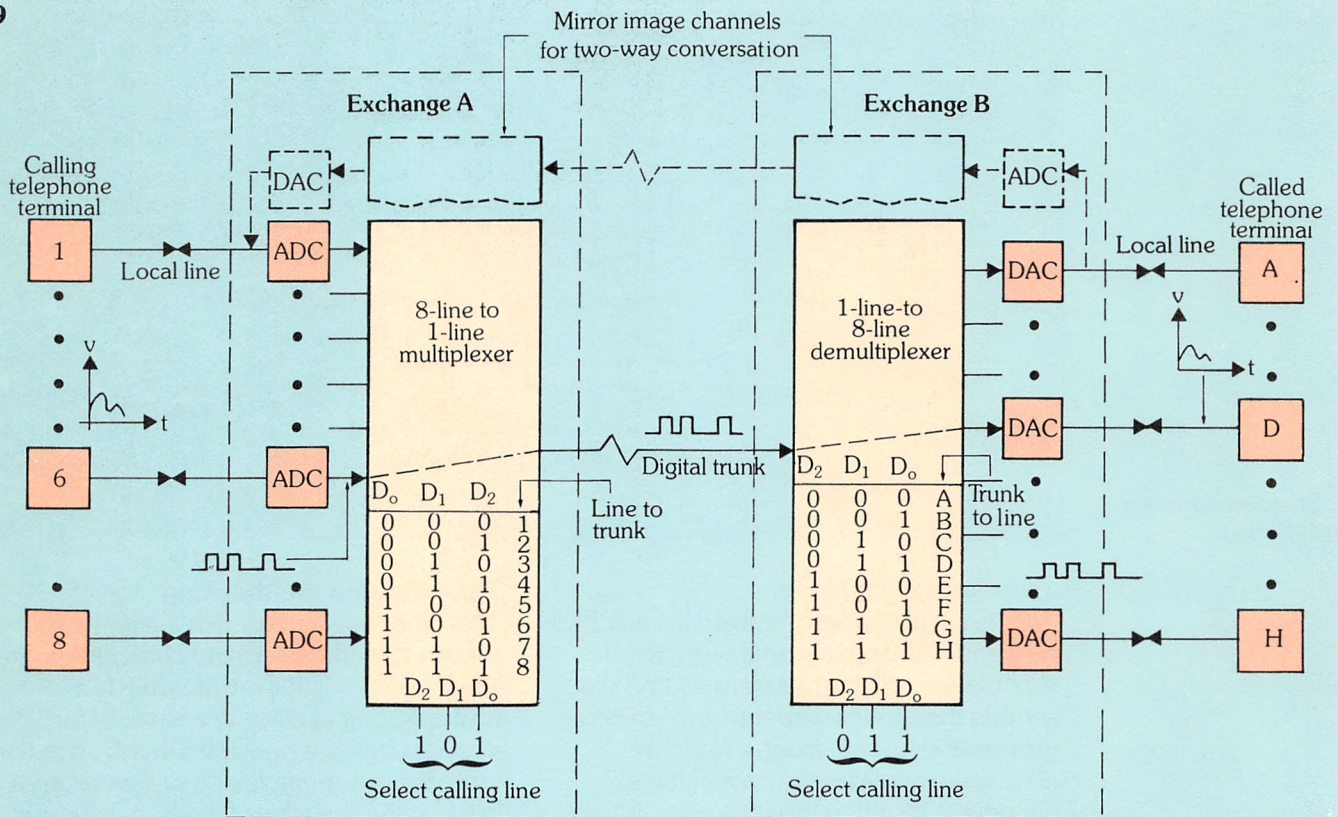 9
Mirror image channels
for two-way conversation
Exchange A
Exchange B
Calling
telephone
terminal
DAC
ADC
Called
telephone
terminal
1
Local line
ADC
8-line to
1-line
multiplexer
1-line-to
8-line
demultiplexer
DAC
Local line
A
v
t
v
t
6
ADC
Digital trunk
DAC
D
D₀ D₁ D₂
0 0 0 1
0 0 1 2
0 1 0 3
0 1 1 4
1 0 0 5
1 0 1 6
1 1 0 7
1 1 1 8
Line to
trunk
D₂ D₁ D₀
0 0 0 A
0 0 1 B
0 1 0 C
0 1 1 D
1 0 0 E
1 0 1 F
1 1 0 G
1 1 1 H
Trunk
to line
8
ADC
DAC
H
D₂ D₁ D₀
1 0 1
Select calling line
D₂ D₁ D₀
0 1 1
Select calling line